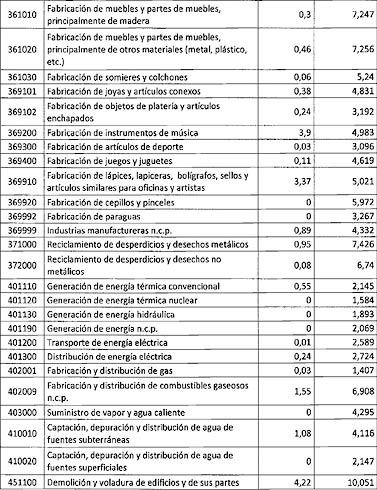 361010 Fabricación de muebles y partes de muebles, principalmente de madera 0,3 7,247
361020 Fabricación de muebles y partes de muebles, principalmente de otros materiales (metal, plástico, etc.) 0,46 7,256
361030 Fabricación de somieres y colchones 0,06 5,24
369101 Fabricación de joyas y artículos conexos 0,38 4,831
369102 Fabricación de objetos de platería y artículos enchapados 0,24 3,192
369200 Fabricación de instrumentos de música 3,9 4,983
369300 Fabricación de artículos de deporte 0,03 3,096
369400 Fabricación de juegos y juguetes 0,11 4,619
369910 Fabricación de lápices, lapiceras, bolígrafos, sellos y artículos similares para oficinas y artistas 3,37 5,021
369920 Fabricación de cepillos y pinceles 0 5,972
369992 Fabricación de paraguas 0 3,267
369999 Industrias manufactureras n.c.p. 0,89 4,332
371000 Reciclamiento de desperdicios y desechos metálicos 0,95 7,426
372000 Reciclamiento de desperdicios y desechos no metálicos 0,08 6,74
401110 Generación de energía térmica convencional 0,55 2,145
401120 Generación de energía térmica nuclear 0 1,584
401130 Generación de energía hidráulica 0 1,893
401190 Generación de energía n.c.p. 0 2,069
401200 Transporte de energía eléctrica 0,01 2,589
401300 Distribución de energía eléctrica 0,24 2,724
402001 Fabricación y distribución de gas 0,03 1,407
402009 Fabricación y distribución de combustibles gaseosos n.c.p. 1,55 6,908
403000 Suministro de vapor y agua caliente 0 4,295
410010 Captación, depuración y distribución de agua de fuentes subterráneas 1,08 4,116
410020 Captación, depuración y distribución de agua de fuentes superficiales 0 2,147
451100 Demolición y voladura de edificios y de sus partes 4,22 10,051